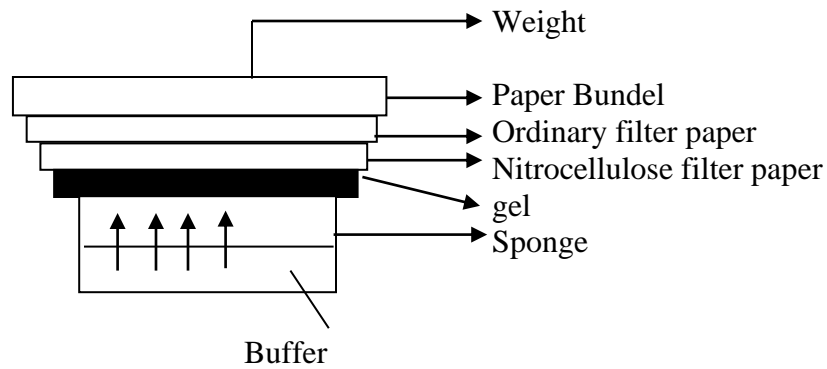 Weight
Paper Bundel
Ordinary filter paper
Nitrocellulose filter paper
gel
Sponge
Buffer